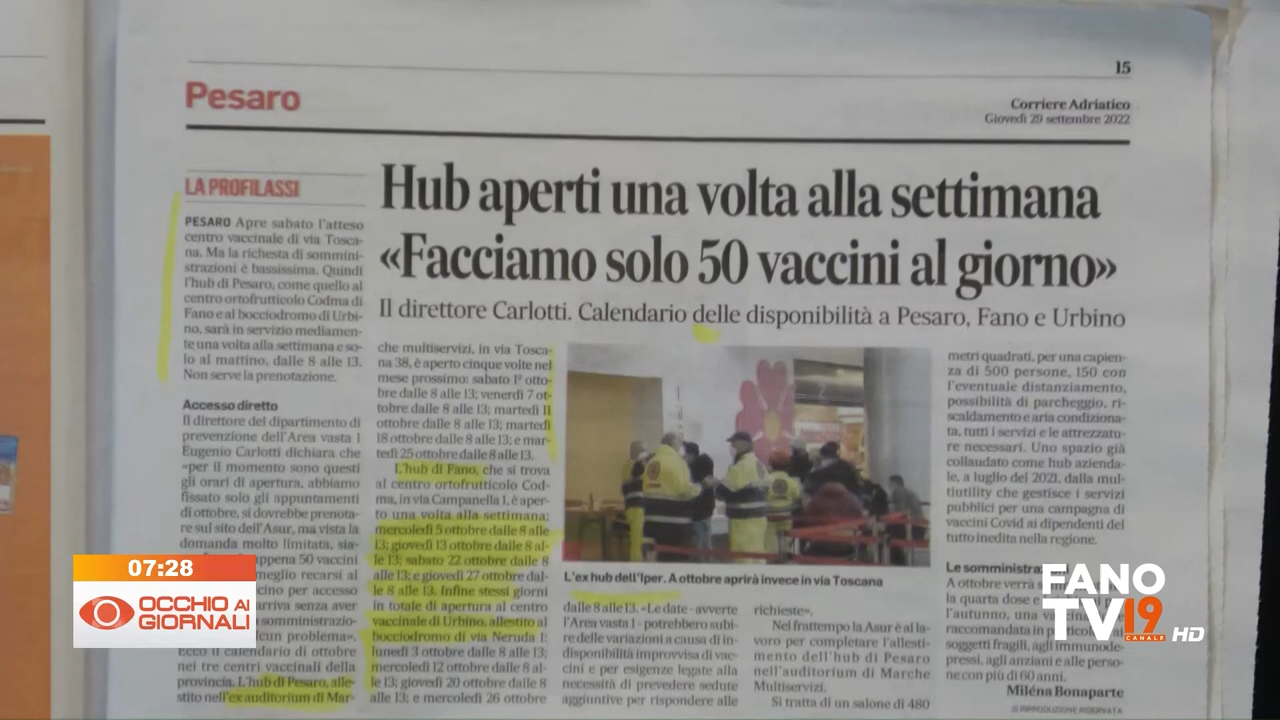 15
Pesaro
Corriere Adriatico
Giovedì 29 settembre 2022
LA PROFILASSI
Hub aperti una volta alla settimana
«Facciamo solo 50 vaccini al giorno»
Il direttore Carlotti. Calendario delle disponibilità a Pesaro, Fano e Urbino
PESARO Apre sabato l'atteso
centro vaccinale di via Tosca-
na. Ma la richesta di sommini-
strazioni è bassissima. Quindi
l'hub di Pesaro, come quello al
centro ortofrutticolo Codma di
Fano e al bocciodromo di Urbi-
no, sarà in servizio mediamen-
te una volta alla settimana e so-
lo al mattino, dalle 8 alle 13.
Non serve la prenotazione.
Accesso diretto
Il direttore del dipartimento di
prevenzione dell'Area vasta 1
Eugenio Carlotti dichiara che
«per il momento sono questi
gli orari di apertura, abbiamo
fissato solo gli appuntamenti
di ottobre, si dovrebbe prenota-
re sul sito dell'Asur, ma vista la
domanda molto limitata, sia-
appena 50 vaccini
meglio recarsi al
cino per accesso
arriva senza aver
somministrazio-
lcun problema».
Ecco il calendario di ottobre
nei tre centri vaccinali della
provincia. L'hub di Pesaro, alle-
stito nell'ex auditorium di Mar-
che multiservizi, in via Tosca-
na 38, è aperto cinque volte nel
mese prossimo: sabato 1° otto-
bre dalle 8 alle 13; venerdì 7 ot-
tobre dalle 8 alle 13; martedì 11
ottobre dalle 8 alle 13; martedì
18 ottobre dalle 8 alle 13; e mar-
tedì 25 ottobre dalle 8 alle 13.
L'hub di Fano, che si trova
al centro ortofrutticolo Cod-
ma, in via Campanella 1, è aper-
to una volta alla settimana:
mercoledì 5 ottobre dalle 8 alle
13; giovedì 13 ottobre dalle 8 al-
le 13; sabato 22 ottobre dalle 8
alle 13; e giovedì 27 ottobre dal-
le 8 alle 13. Infine stessi giorni
in totale di apertura al centro
vaccinale di Urbino, allestito al
bocciodromo di via Neruda 1:
lunedì 3 ottobre dalle 8 alle 13;
mercoledì 12 ottobre dalle 8 al-
le 13; giovedì 20 ottobre dalle 8
alle 13; e mercoledì 26 ottobre
L'ex hub dell'Iper. A ottobre aprirà invece in via Toscana
dalle 8 alle 13. «Le date - avverte
l'Area vasta 1 - potrebbero subi-
re delle variazioni a causa di in-
disponibilità improvvisa di vac-
cini e per esigenze legate alla
necessità di prevedere sedute
aggiuntive per rispondere alle
richieste».
Nel frattempo la Asur è al la-
voro per completare l'allesti-
mento dell'hub di Pesaro
nell'auditorium di Marche
Multiservizi.
Si tratta di un salone di 480
metri quadrati, per una capien-
za di 500 persone, 150 con
l'eventuale distanziamento,
possibilità di parcheggio, ri-
scaldamento e aria condiziona-
ta, tutti i servizi e le attrezzatu-
re necessari. Uno spazio già
collaudato come hub azienda-
le, a luglio del 2021, dalla mul-
tiutility che gestisce i servizi
pubblici per una campagna di
vaccini Covid ai dipendenti del
tutto inedita nella regione.
Le somministra
A ottobre verrà
la quarta dose e
l'autunno, una
raccomandata in
soggetti fragili, agli immunode-
pressi, agli anziani e alle perso-
ne con più di 60 anni.
Miléna Bonaparte
© RIPRODUZIONE RISERVATA
07:28
OCCHIO AI
GIORNALI
FANO
TV19
CANALE
HD